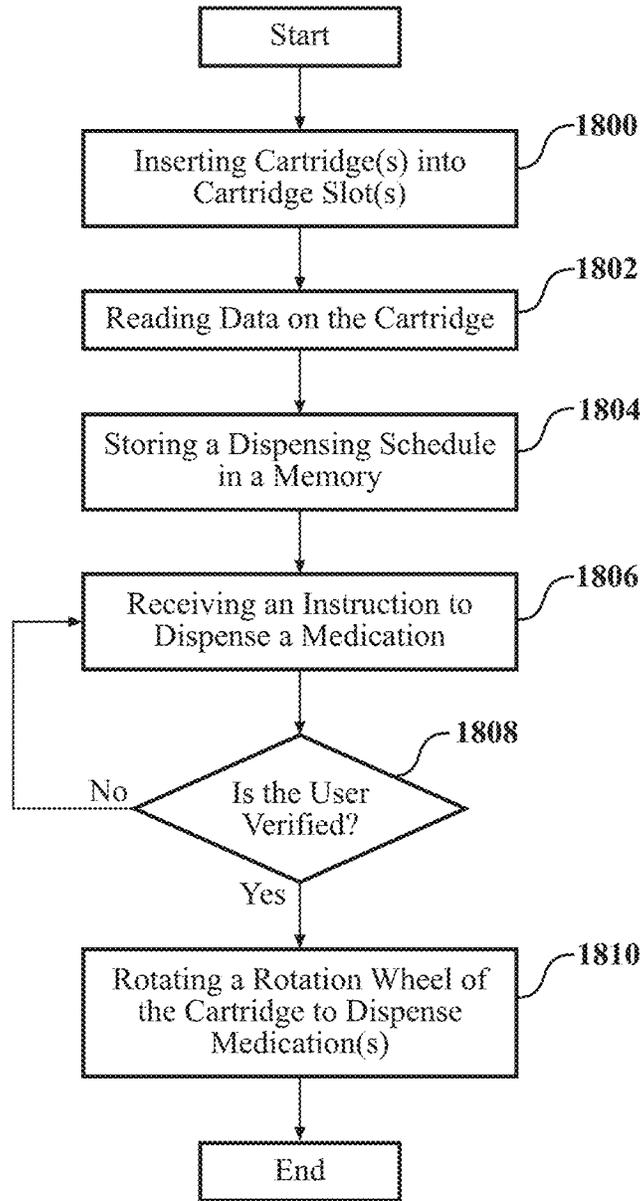 Start
1800
Inserting Cartridge(s) into
Cartridge Slot(s)
1802
Reading Data on the Cartridge
1804
Storing a Dispensing Schedule
in a Memory
1806
Receiving an Instruction to
Dispense a Medication
1808
Is the User
Verified?
No
Yes
1810
Rotating a Rotation Wheel of
the Cartridge to Dispense
Medication(s)
End